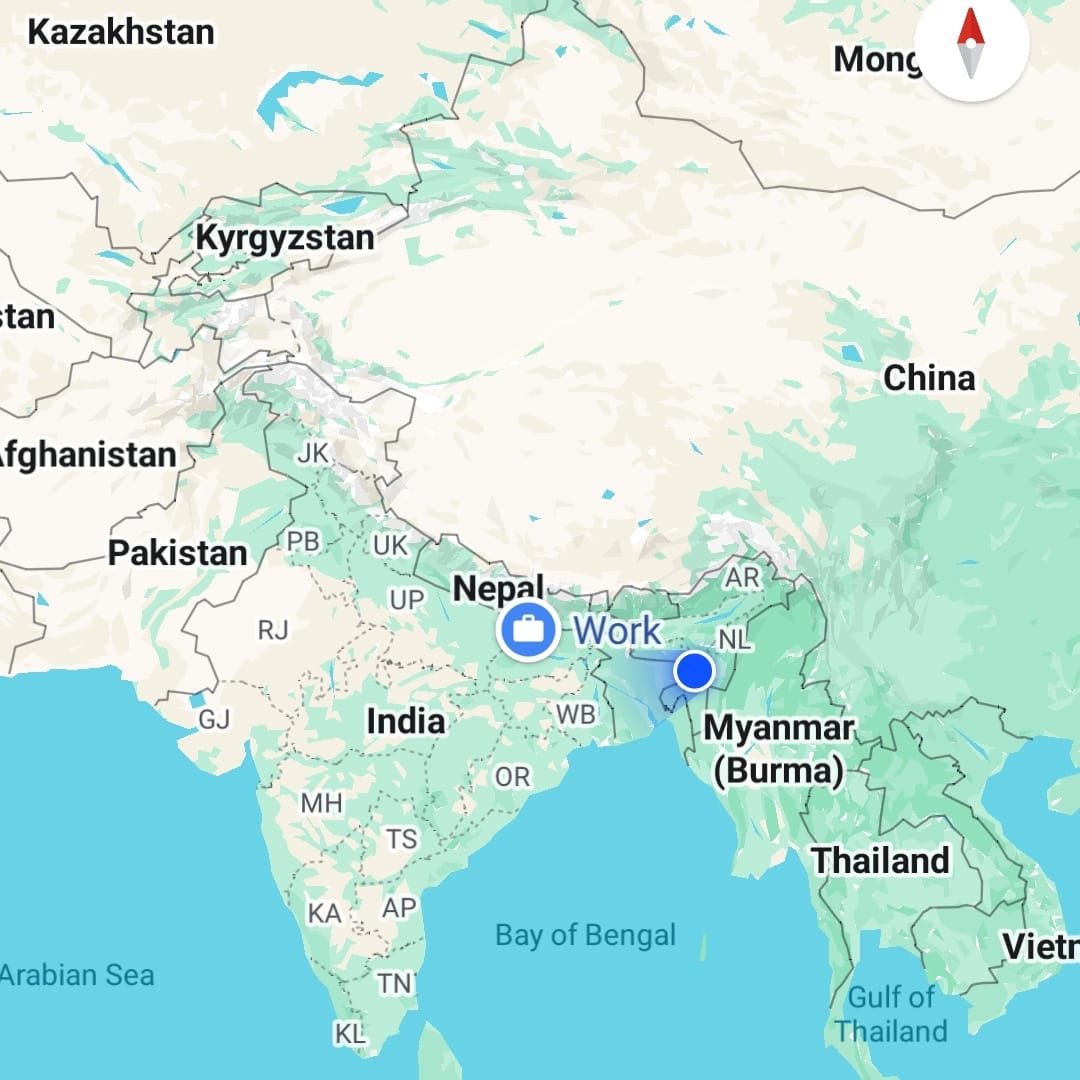 Kazakhstan
Mong
Kyrgyzstan
stan
China
JK
Afghanistan
PB
UK
Pakistan
AR
Nepal
UP
RJ
Work
NL
GJ
India
WB
Myanmar
(Burma)
OR
MH
TS
Thailand
KA
AP
Bay of Bengal
Vietn
Arabian Sea
TN
Gulf of
Thailand
KL